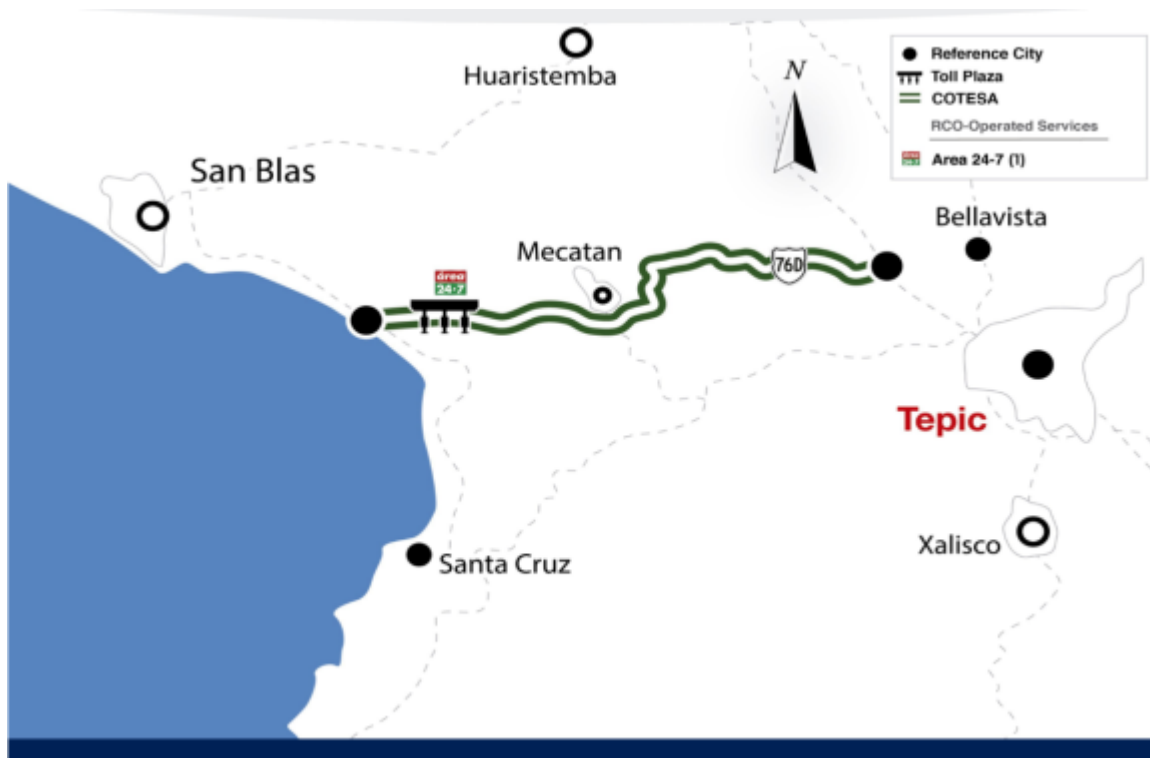 Huaristemba
N
Reference City
Toll Plaza
COTESA
RCO-Operated Services
Area 24-7 (1)
San Blas
Bellavista
Mecatan
76D
área
24·7
Tepic
Xalisco
Santa Cruz